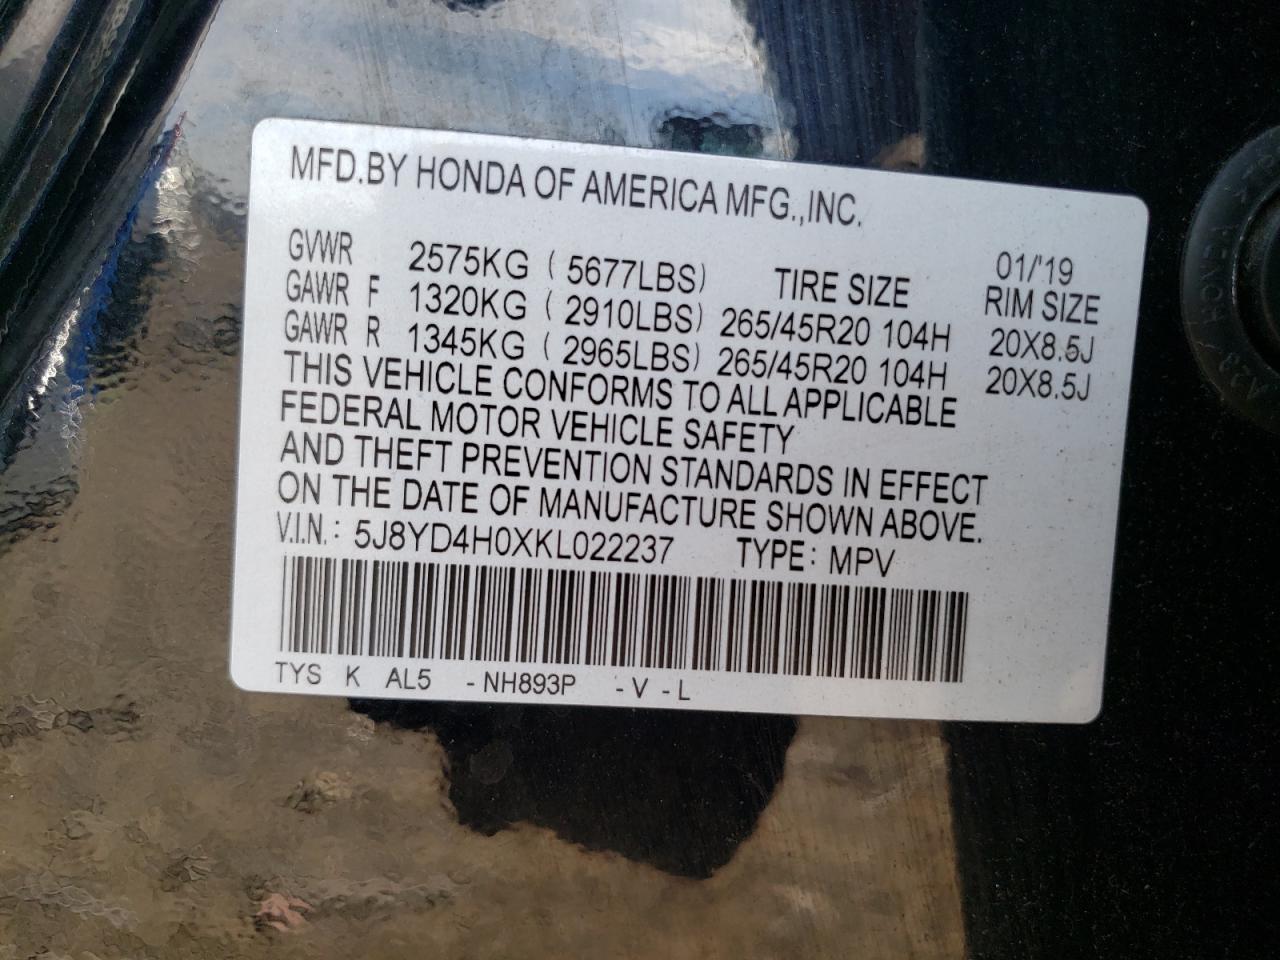 MFD.BY HONDA OF AMERICA MFG.,INC.
GVWR 2575KG ( 5677LBS) TIRE SIZE 01/'19
GAWR F 1320KG ( 2910LBS) 265/45R20 104H RIM SIZE 20X8.5J
GAWR R 1345KG ( 2965LBS) 265/45R20 104H 20X8.5J
THIS VEHICLE CONFORMS TO ALL APPLICABLE
FEDERAL MOTOR VEHICLE SAFETY
AND THEFT PREVENTION STANDARDS IN EFFECT
ON THE DATE OF MANUFACTURE SHOWN ABOVE.
V.I.N.: 5J8YD4H0XKL022237 TYPE: MPV
TYS K AL5 -NH893P -V-L